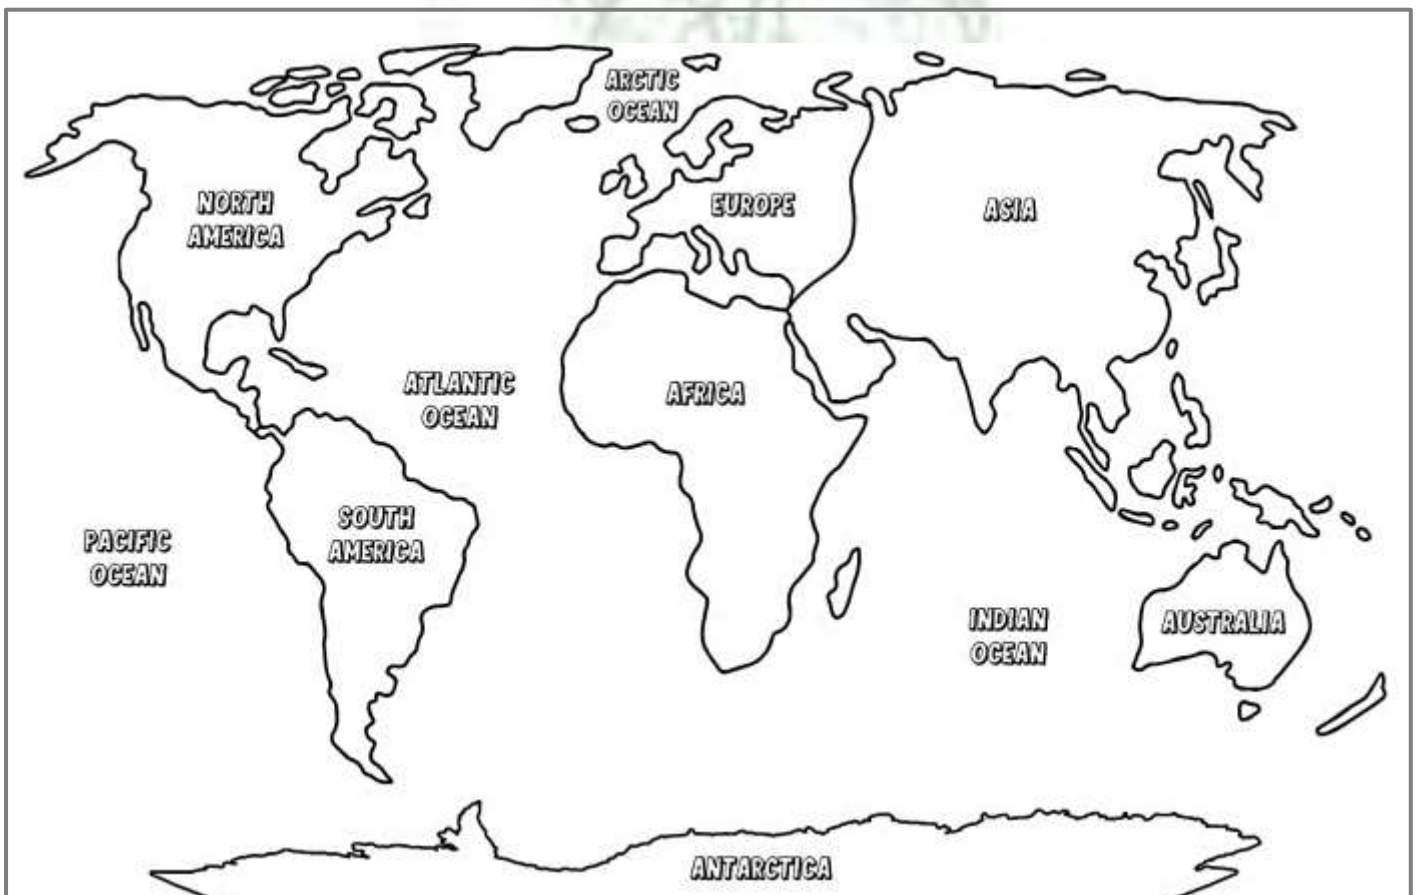 ARCTIC
OCEAN
NORTH
AMERICA
EUROPE
ASIA
ATLANTIC
OCEAN
AFRICA
SOUTH
AMERICA
PACIFIC
OCEAN
INDIAN
OCEAN
AUSTRALIA
ANTARCTICA